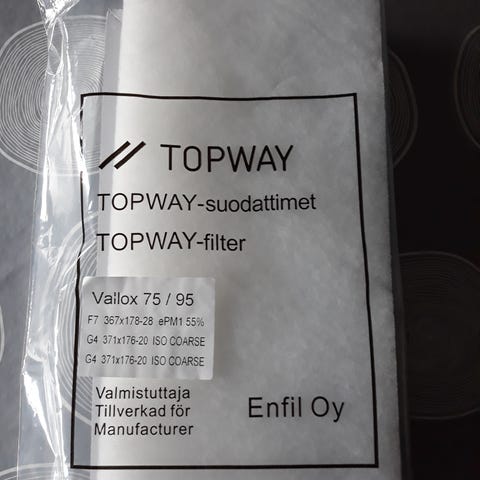 TOPWAY
TOPWAY-suodattimet
TOPWAY-filter
Vallox 75 / 95
F7 367x178-28 ePM1 55%
G4 371x176-20 ISO COARSE
G4 371x176-20 ISO COARSE
Valmistuttaja
Tillverkad för
Manufacturer
Enfil Oy